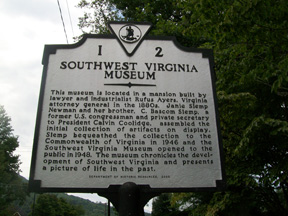 I 2
SOUTHWEST VIRGINIA
MUSEUM
This museum is located in a mansion built by
lawyer and industrialist Rufus Ayers, Virginia
attorney general in the 1880s. Janie Slemp
Newman and her brother, C. Bascom Slemp, a
former U.S. congressman and private secretary
to President Calvin Coolidge, assembled the
initial collection of artifacts on display.
Slemp bequeathed the collection to the
Commonwealth of Virginia in 1946 and the
Southwest Virginia Museum opened to the
public in 1948. The museum chronicles the devel-
opment of Southwest Virginia and presents
a picture of life in the past.
DEPARTMENT OF HISTORIC RESOURCES,